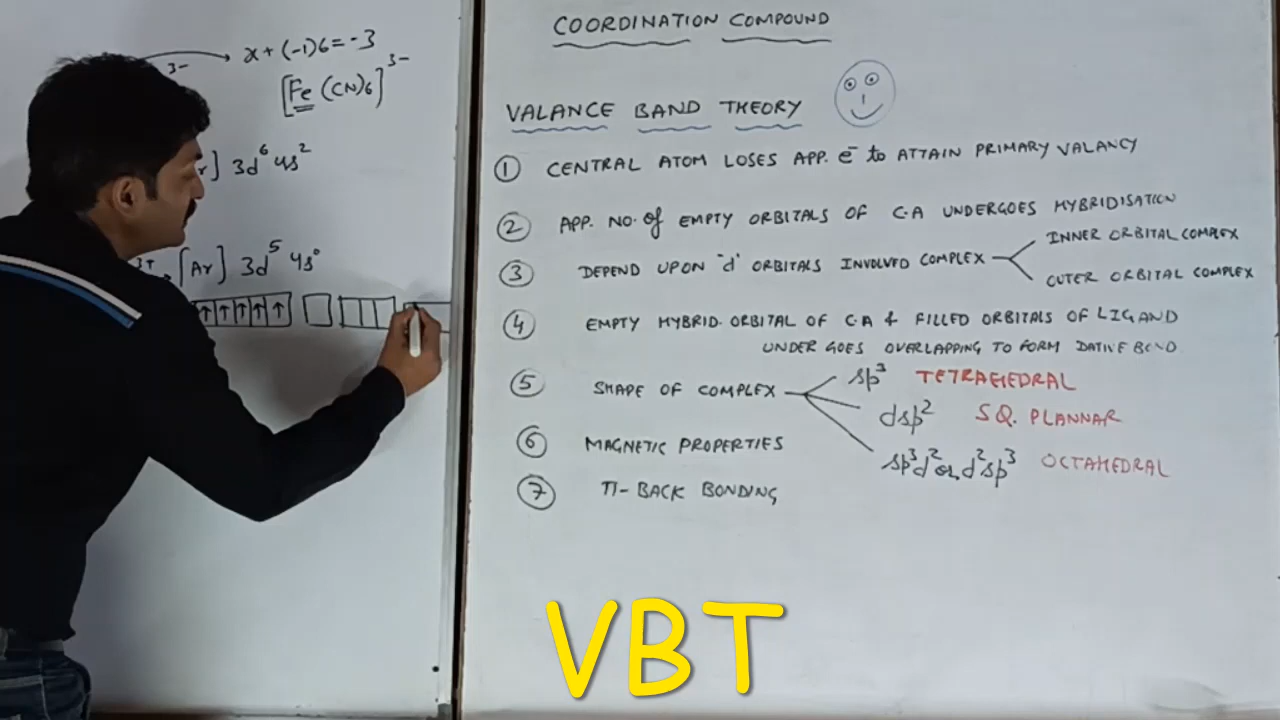 x + (-1)6 = -3
3-
[Fe(CN)6]3-
] 3d6 4s2
3+
[Ar] 3d5 4s0
↑ ↑ ↑ ↑ ↑
COORDINATION COMPOUND
VALANCE BAND THEORY
1 CENTRAL ATOM LOSES APP. e- to ATTAIN PRIMARY VALANCY
2 APP. NO. of EMPTY ORBITALS OF C.A UNDERGOES HYBRIDISATION
3 DEPEND UPON "d" ORBITALS INVOLVED COMPLEX
INNER ORBITAL COMPLEX
OUTER ORBITAL COMPLEX
4 EMPTY HYBRID. ORBITAL OF C.A & FILLED ORBITALS OF LIGAND
UNDER GOES OVERLAPPING TO FORM DATIVE BOND
5 SHAPE OF COMPLEX
sp3 TETRAHEDRAL
dsp2 SQ. PLANNAR
sp3d2 or d2sp3 OCTAHEDRAL
6 MAGNETIC PROPERTIES
7 π- BACK BONDING
VBT